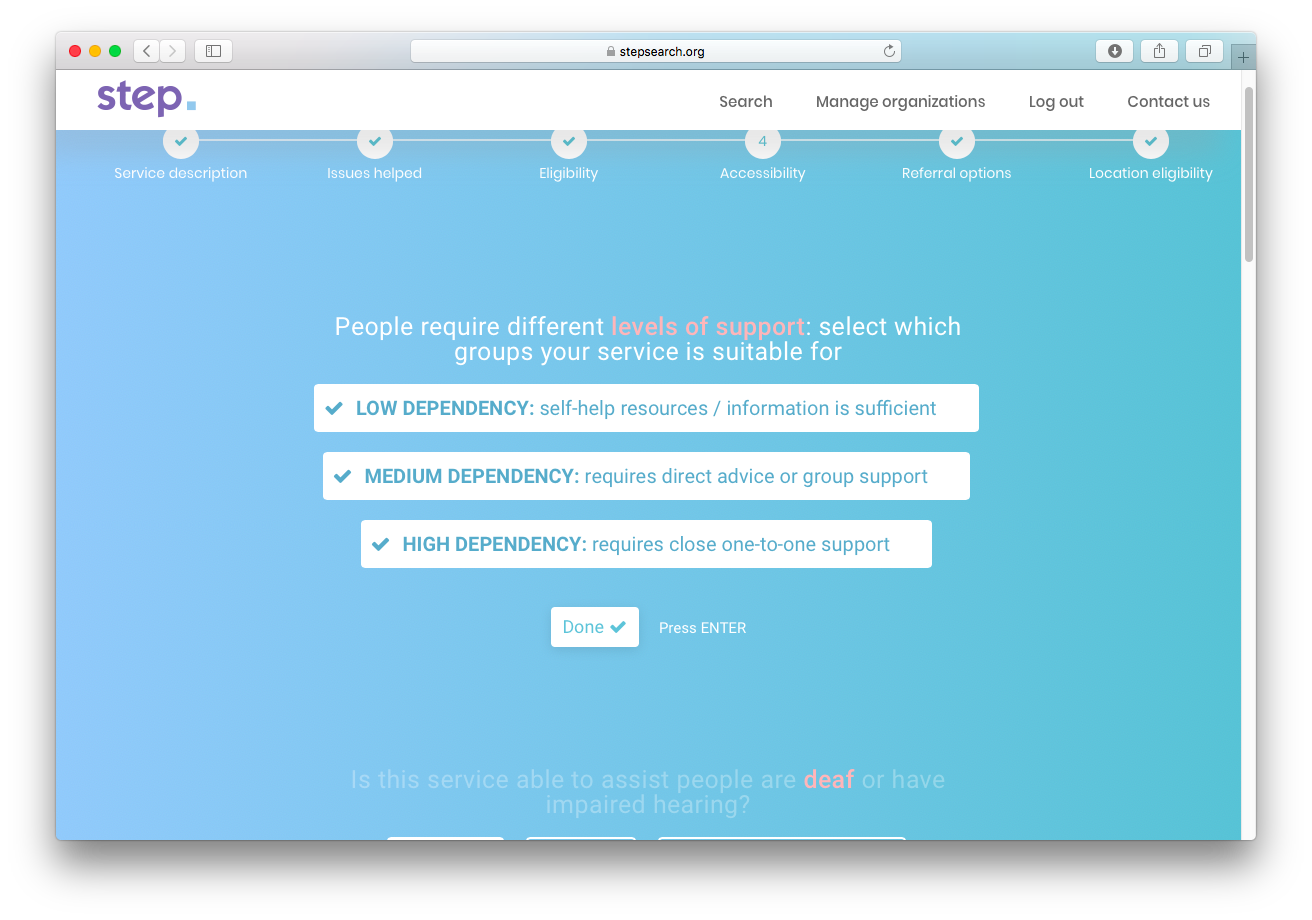 stepsearch.org
step.
Search Manage organizations Log out Contact us
4
Service description Issues helped Eligibility Accessibility Referral options Location eligibility
People require different levels of support: select which
groups your service is suitable for
LOW DEPENDENCY: self-help resources / information is sufficient
MEDIUM DEPENDENCY: requires direct advice or group support
HIGH DEPENDENCY: requires close one-to-one support
Done Press ENTER
Is this service able to assist people are deaf or have
impaired hearing?